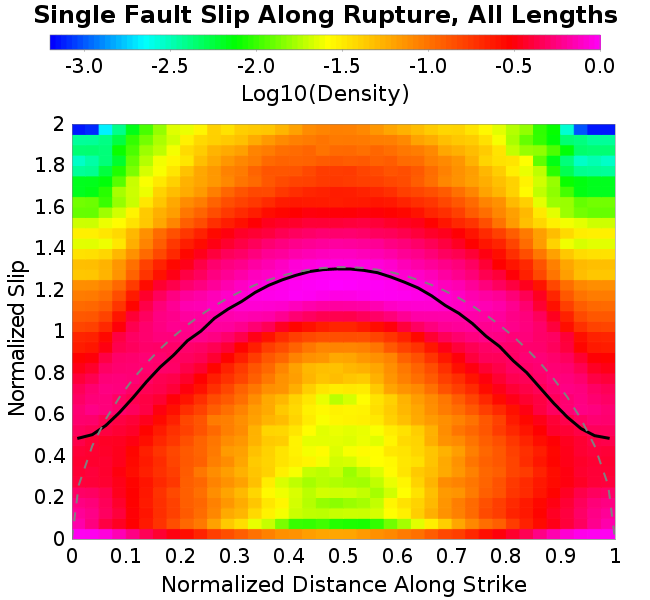 Single Fault Slip Along Rupture, All Lengths
-3.0 -2.5 -2.0 -1.5 -1.0 -0.5 0.0
Log10(Density)
2
1.8
1.6
1.4
1.2
1
0.8
0.6
0.4
0.2
0
Normalized Slip
0 0.1 0.2 0.3 0.4 0.5 0.6 0.7 0.8 0.9 1
Normalized Distance Along Strike